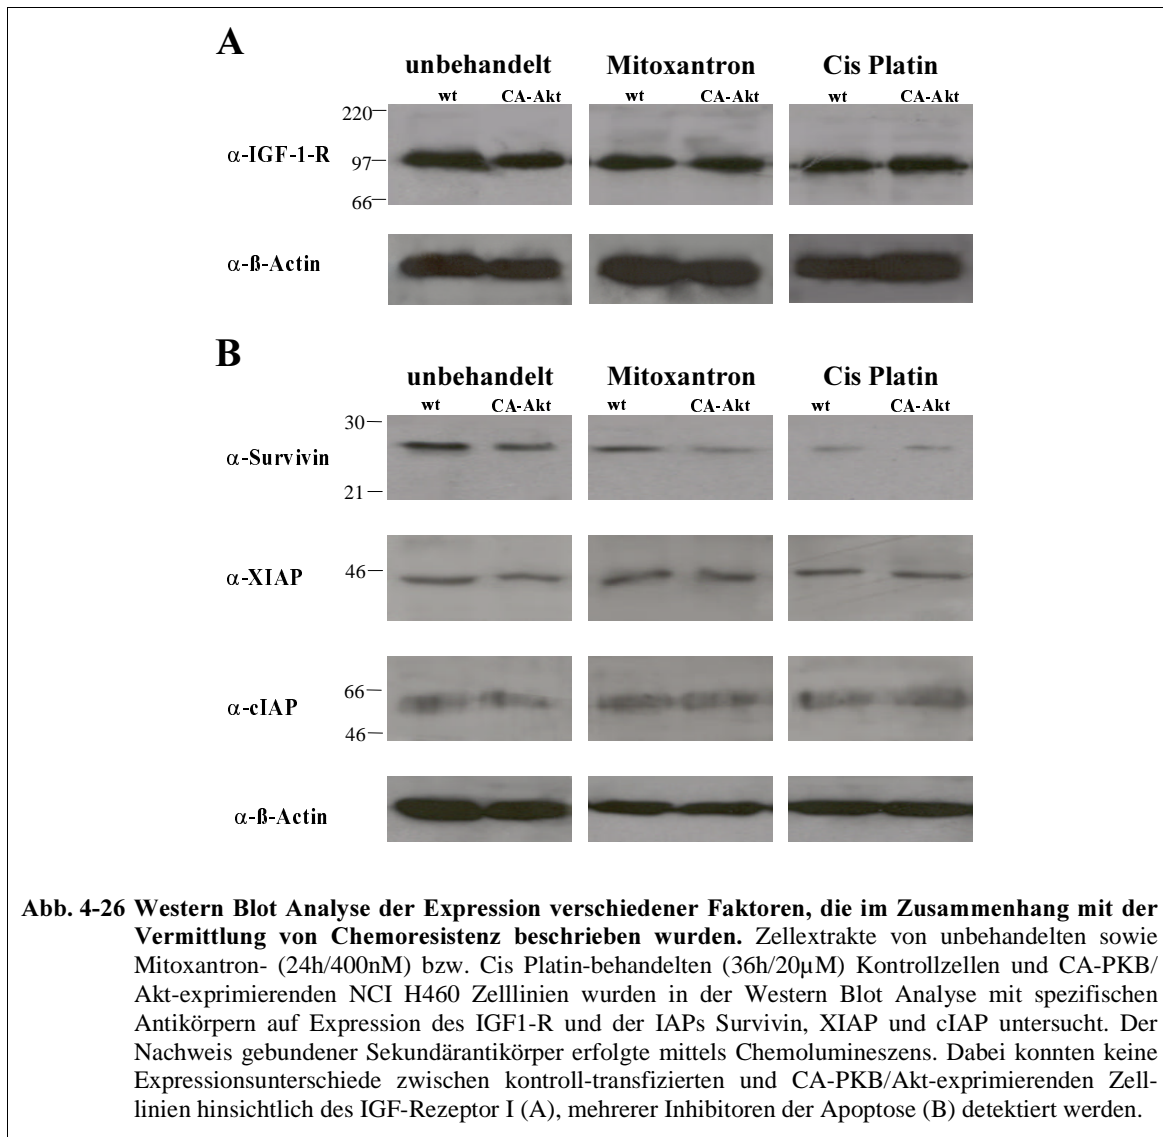 A
unbehandelt Mitoxantron Cis Platin
wt CA-Akt wt CA-Akt wt CA-Akt
220
α-IGF-1-R
97
66
α-ß-Actin
B
unbehandelt Mitoxantron Cis Platin
wt CA-Akt wt CA-Akt wt CA-Akt
30
α-Survivin
21
α-XIAP
46
66
α-cIAP
46
α-ß-Actin
Abb. 4-26 Western Blot Analyse der Expression verschiedener Faktoren, die im Zusammenhang mit der
Vermittlung von Chemoresistenz beschrieben wurden. Zellextrakte von unbehandelten sowie
Mitoxantron- (24h/400nM) bzw. Cis Platin-behandelten (36h/20µM) Kontrollzellen und CA-PKB/
Akt-exprimierenden NCI H460 Zelllinien wurden in der Western Blot Analyse mit spezifischen
Antikörpern auf Expression des IGF1-R und der IAPs Survivin, XIAP und cIAP untersucht. Der
Nachweis gebundener Sekundärantikörper erfolgte mittels Chemolumineszens. Dabei konnten keine
Expressionsunterschiede zwischen kontroll-transfizierten und CA-PKB/Akt-exprimierenden Zell-
linien hinsichtlich des IGF-Rezeptor I (A), mehrerer Inhibitoren der Apoptose (B) detektiert werden.